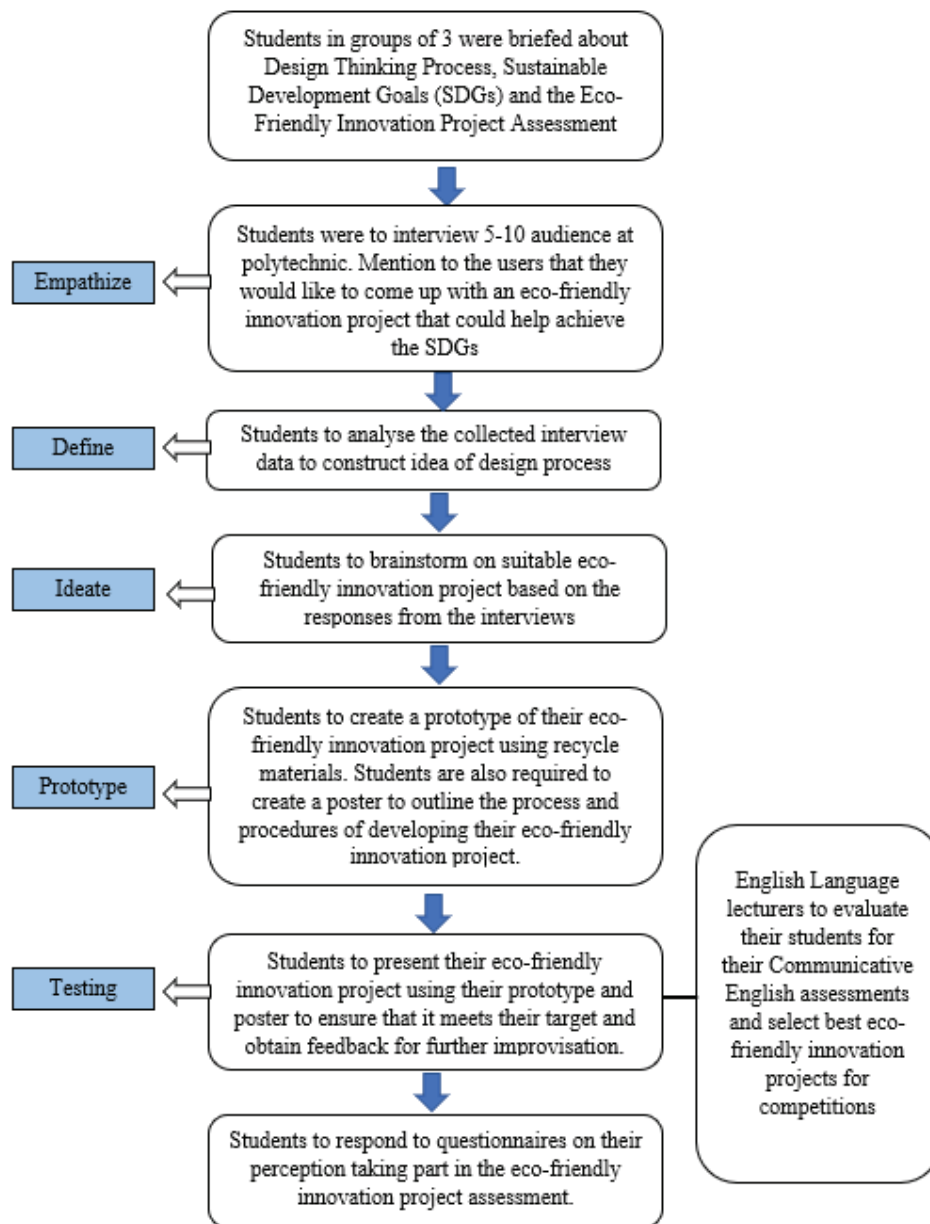 Students in groups of 3 were briefed about
Design Thinking Process, Sustainable
Development Goals (SDGs) and the Eco-
Friendly Innovation Project Assessment
Empathize
Students were to interview 5-10 audience at
polytechnic. Mention to the users that they
would like to come up with an eco-friendly
innovation project that could help achieve
the SDGs
Define
Students to analyse the collected interview
data to construct idea of design process
Ideate
Students to brainstorm on suitable eco-
friendly innovation project based on the
responses from the interviews
Prototype
Students to create a prototype of their eco-
friendly innovation project using recycle
materials. Students are also required to
create a poster to outline the process and
procedures of developing their eco-friendly
innovation project.
Testing
Students to present their eco-friendly
innovation project using their prototype and
poster to ensure that it meets their target and
obtain feedback for further improvisation.
English Language
lecturers to evaluate
their students for
their Communicative
English assessments
and select best eco-
friendly innovation
projects for
competitions
Students to respond to questionnaires on their
perception taking part in the eco-friendly
innovation project assessment.